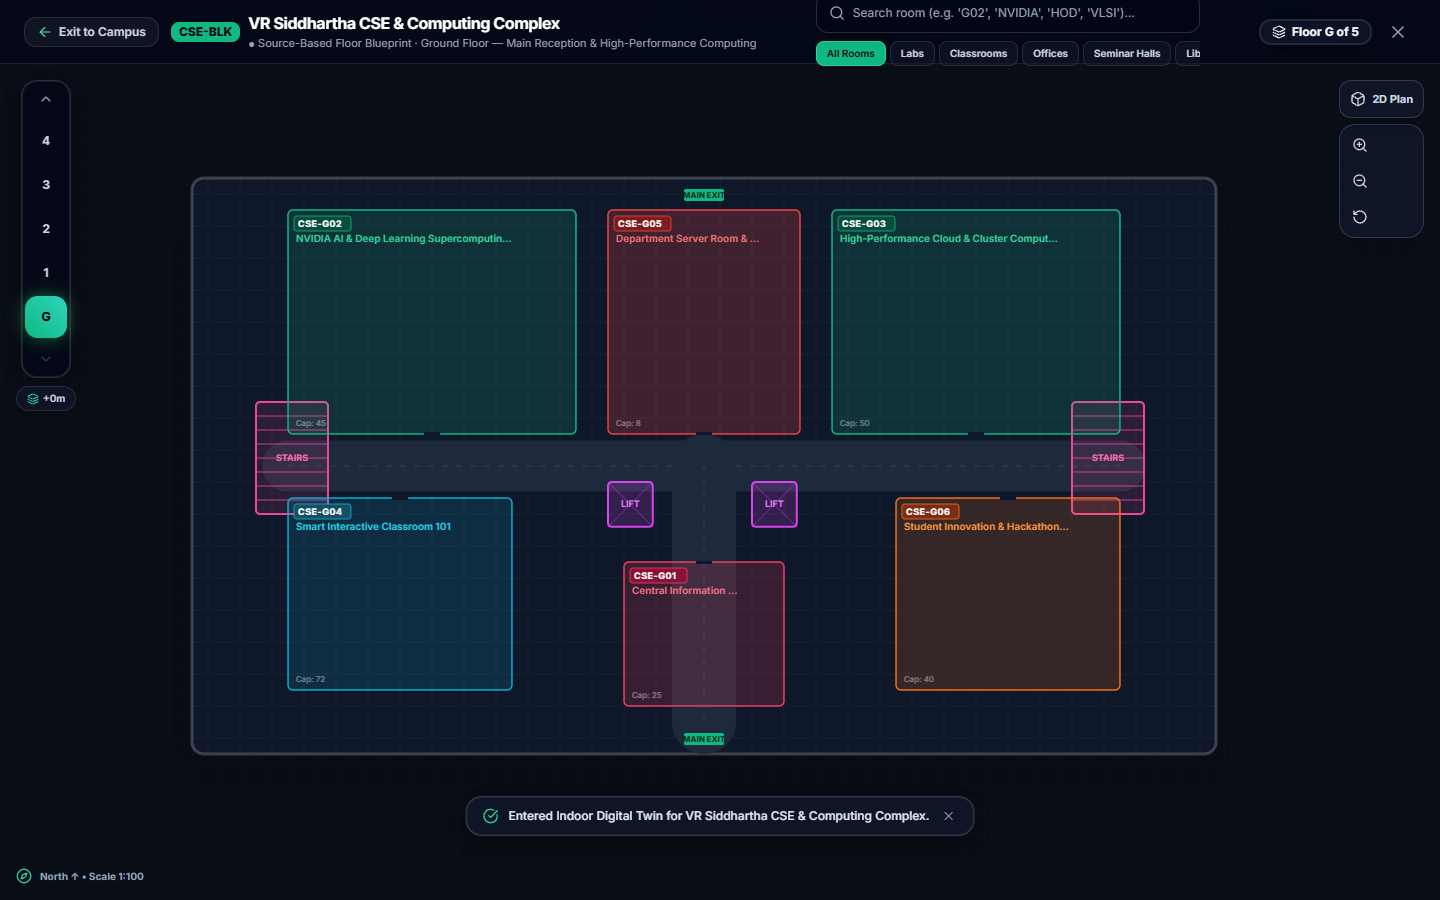 Exit to Campus
CSE-BLK
VR Siddhartha CSE & Computing Complex
● Source-Based Floor Blueprint · Ground Floor — Main Reception & High-Performance Computing
Search room (e.g. 'G02', 'NVIDIA', 'HOD', 'VLSI')...
All Rooms
Labs
Classrooms
Offices
Seminar Halls
Lib
Floor G of 5
4
3
2
1
G
+0m
2D Plan
MAIN EXIT
CSE-G02
NVIDIA AI & Deep Learning Supercomputin...
Cap: 45
CSE-G05
Department Server Room & ...
Cap: 8
CSE-G03
High-Performance Cloud & Cluster Comput...
Cap: 50
STAIRS
STAIRS
LIFT
LIFT
CSE-G04
Smart Interactive Classroom 101
Cap: 72
CSE-G01
Central Information ...
Cap: 25
CSE-G06
Student Innovation & Hackathon...
Cap: 40
MAIN EXIT
Entered Indoor Digital Twin for VR Siddhartha CSE & Computing Complex.
North ↑ • Scale 1:100